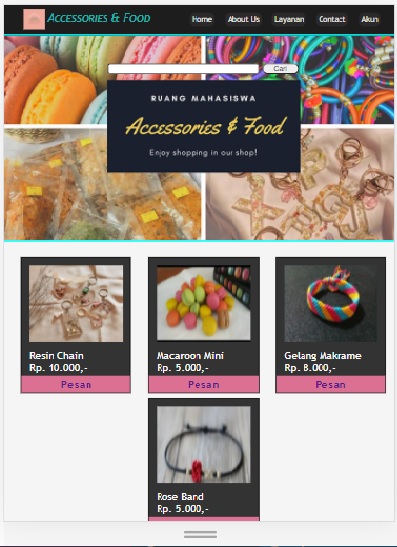 Accessories & Food
Home About Us Layanan Contact Akun
Cari
RUANG MAHASISWA
Accessories & Food
Enjoy shopping in our shop!
Resin Chain
Rp. 10.000,-
Pesan
Macaroon Mini
Rp. 5.000,-
Pesan
Gelang Makrame
Rp. 8.000,-
Pesan
Rose Band
Rp. 5.000,-